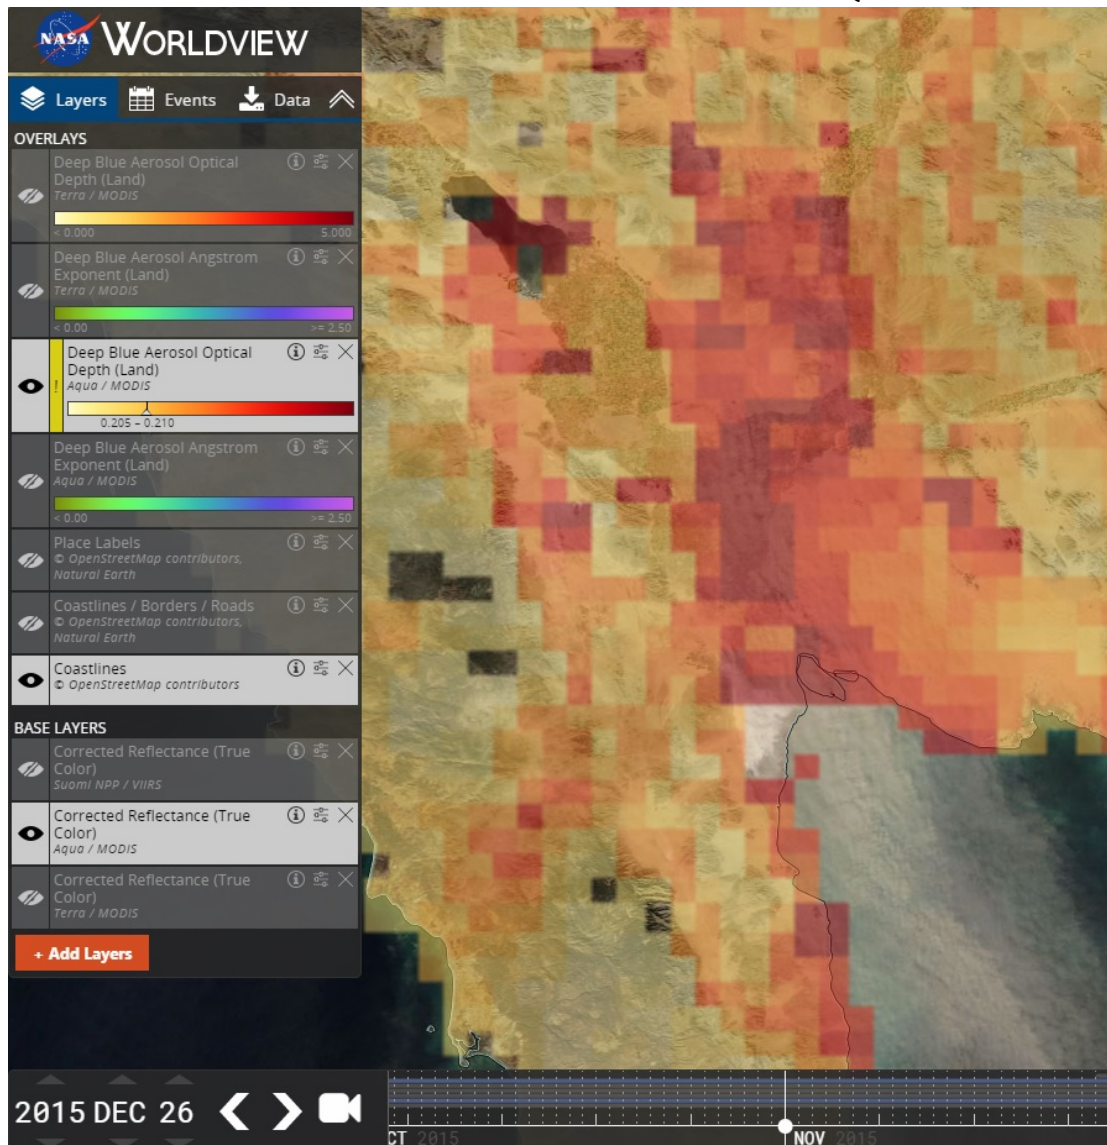 NASA WORLDVIEW
Layers Events Data
OVERLAYS
Deep Blue Aerosol Optical
Depth (Land)
Terra / MODIS
< 0.000 5.000
Deep Blue Aerosol Angstrom
Exponent (Land)
Terra / MODIS
< 0.00 >= 2.50
Deep Blue Aerosol Optical
Depth (Land)
Aqua / MODIS
0.205 – 0.210
Deep Blue Aerosol Angstrom
Exponent (Land)
Aqua / MODIS
< 0.00 >= 2.50
Place Labels
© OpenStreetMap contributors,
Natural Earth
Coastlines / Borders / Roads
© OpenStreetMap contributors,
Natural Earth
Coastlines
© OpenStreetMap contributors
BASE LAYERS
Corrected Reflectance (True
Color)
Suomi NPP / VIIRS
Corrected Reflectance (True
Color)
Aqua / MODIS
Corrected Reflectance (True
Color)
Terra / MODIS
+ Add Layers
2015 DEC 26
CT 2015 NOV 2015